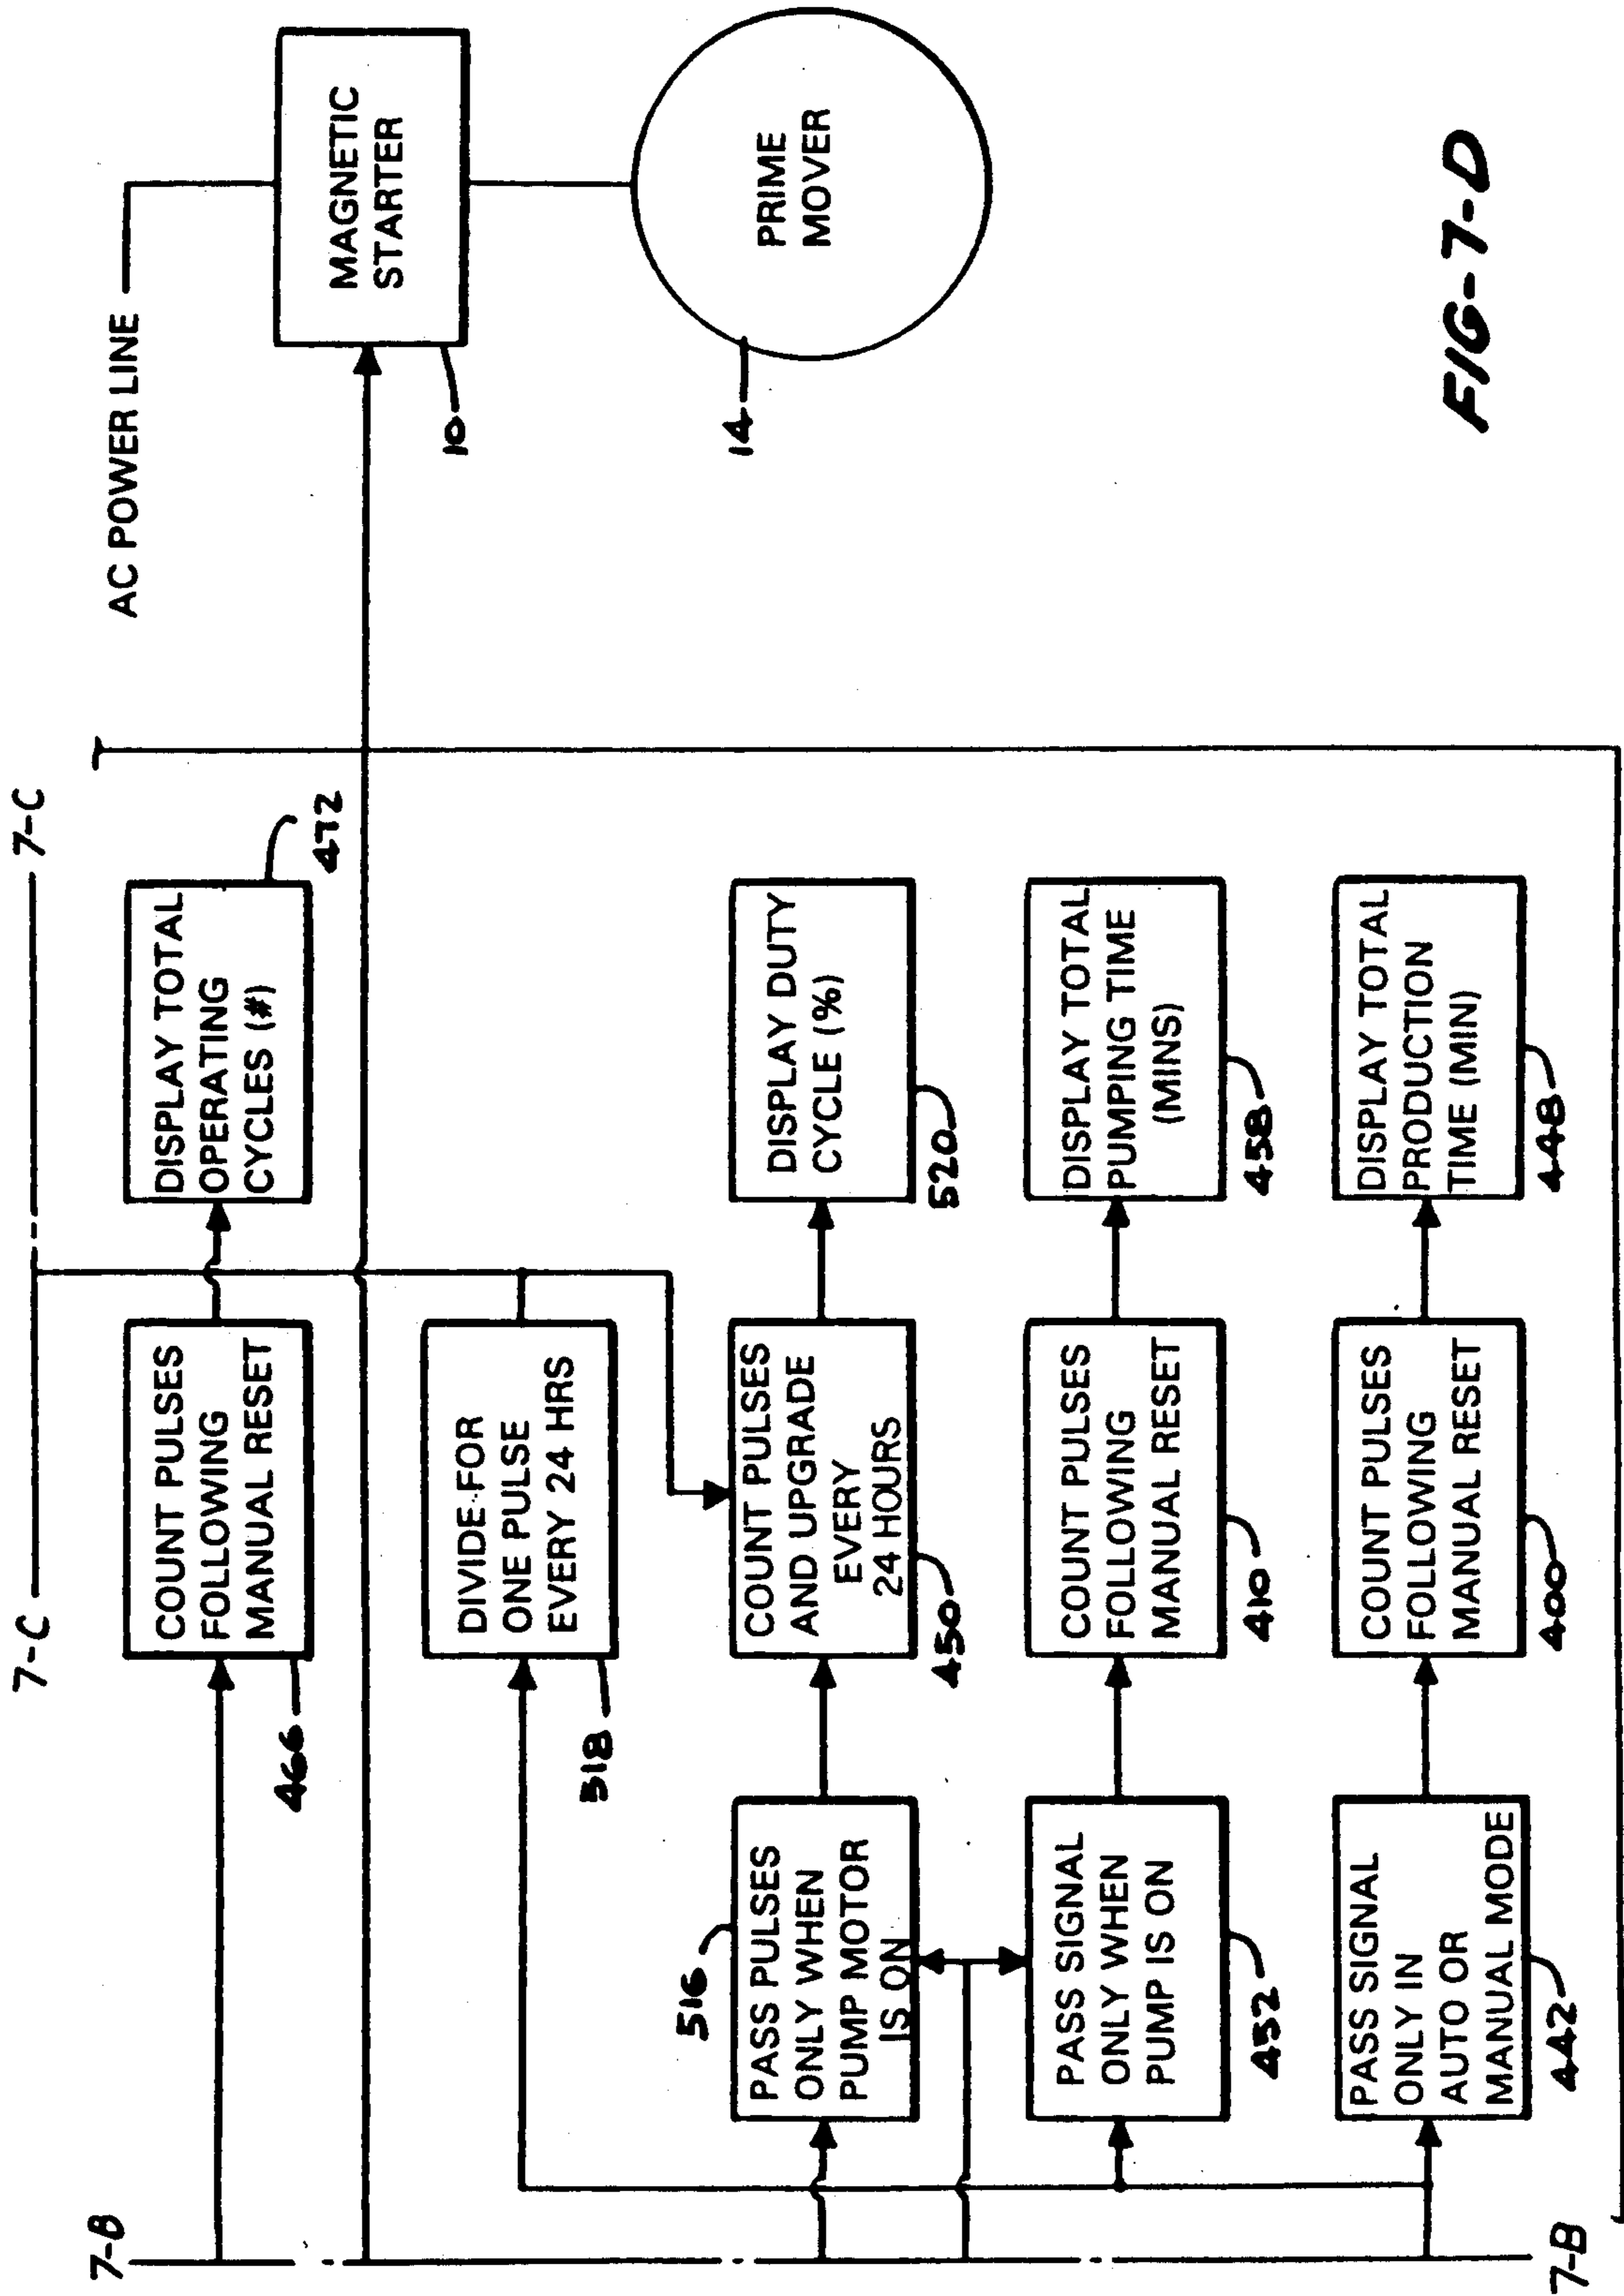 7-B
7-C
7-C
COUNT PULSES
FOLLOWING
MANUAL RESET
466
DISPLAY TOTAL
OPERATING
CYCLES (#)
472
AC POWER LINE
MAGNETIC
STARTER
10
PRIME
MOVER
14
DIVIDE FOR
ONE PULSE
EVERY 24 HRS
518
516
PASS PULSES
ONLY WHEN
PUMP MOTOR
IS ON
COUNT PULSES
AND UPGRADE
EVERY
24 HOURS
450
DISPLAY DUTY
CYCLE (%)
520
PASS SIGNAL
ONLY WHEN
PUMP IS ON
452
COUNT PULSES
FOLLOWING
MANUAL RESET
410
DISPLAY TOTAL
PUMPING TIME
(MINS)
458
PASS SIGNAL
ONLY IN
AUTO OR
MANUAL MODE
442
COUNT PULSES
FOLLOWING
MANUAL RESET
400
DISPLAY TOTAL
PRODUCTION
TIME (MIN)
448
7-B
FIG-7-D